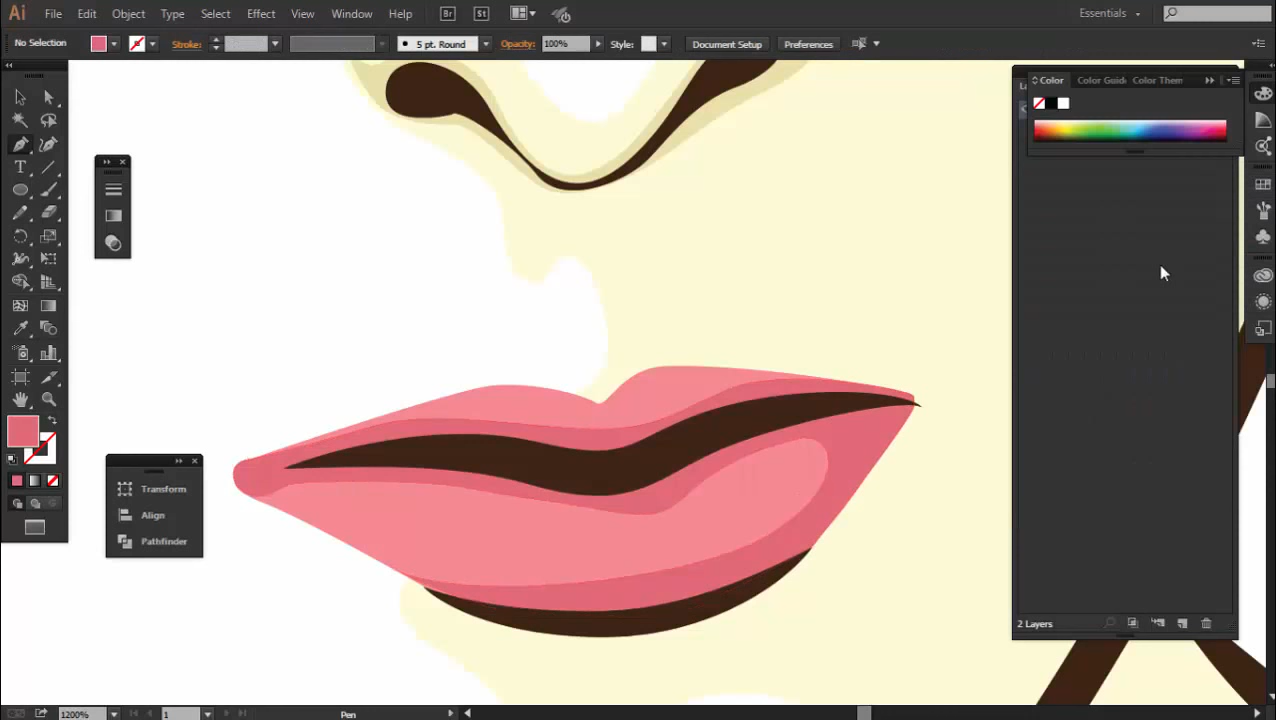 Ai File Edit Object Type Select Effect View Window Help Br St Essentials
No Selection Stroke: 5 pt. Round Opacity: 100% Style: Document Setup Preferences
Color Color Guid Color Them
Transform
Align
Pathfinder
2 Layers
1200% 1 Pen